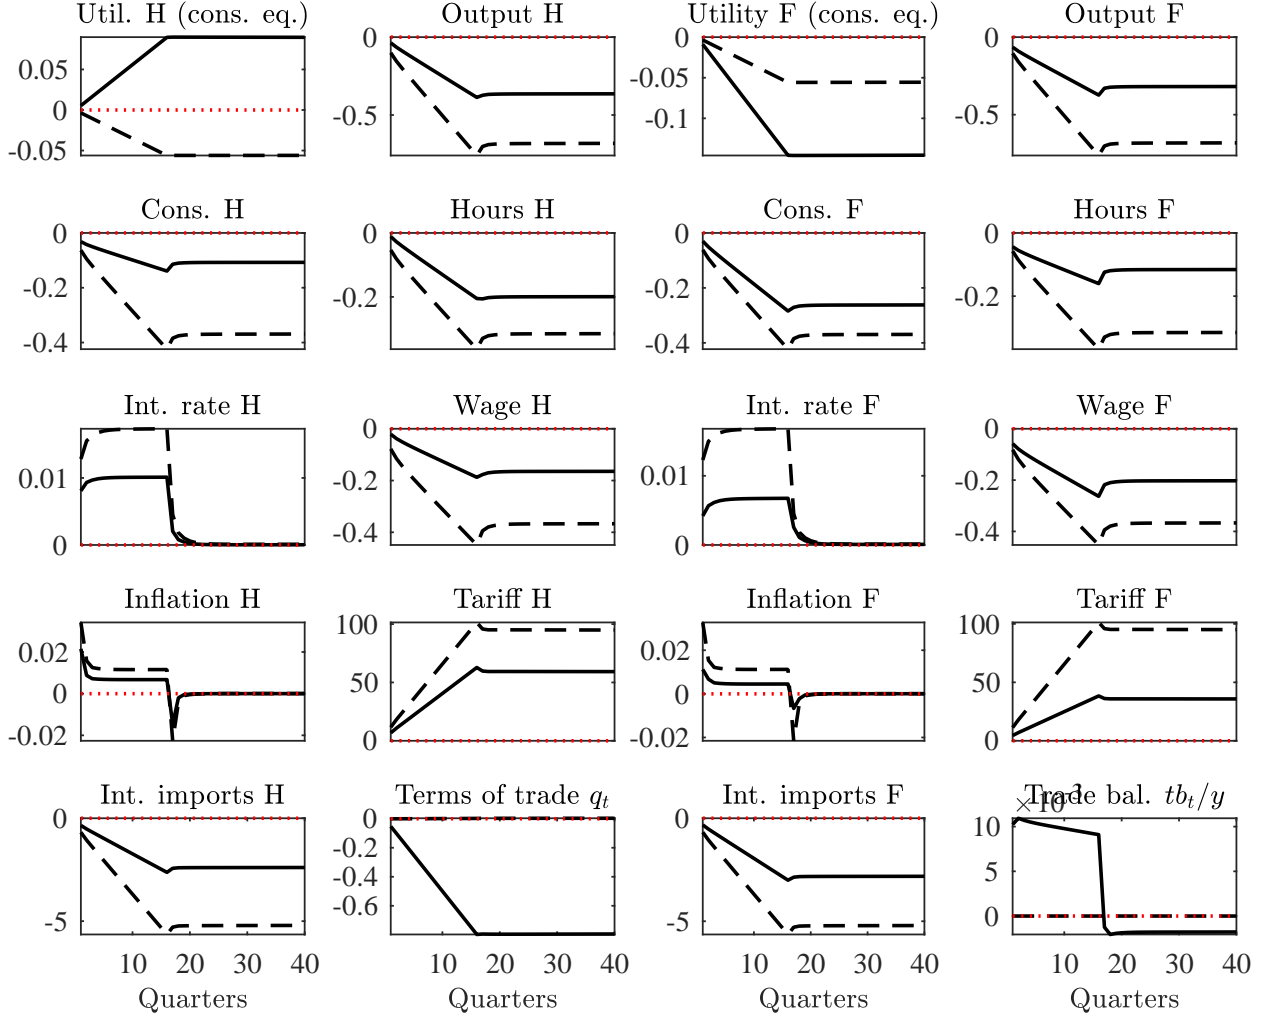 Util. H (cons. eq.)
Output H
Utility F (cons. eq.)
Output F
0.05
0
-0.05
0
-0.5
0
-0.05
-0.1
0
-0.5
Cons. H
Hours H
Cons. F
Hours F
0
-0.2
-0.4
0
-0.2
0
-0.2
-0.4
0
-0.2
Int. rate H
Wage H
Int. rate F
Wage F
0.01
0
0
-0.2
-0.4
0.01
0
0
-0.2
-0.4
Inflation H
Tariff H
Inflation F
Tariff F
0.02
0
-0.02
100
50
0
0.02
0
-0.02
100
50
0
Int. imports H
Terms of trade qₜ
Int. imports F
Trade bal. tbₜ/y
×10⁻³
0
-5
0
-0.2
-0.4
-0.6
0
-5
10
5
0
10 20 30 40
10 20 30 40
10 20 30 40
10 20 30 40
Quarters
Quarters
Quarters
Quarters